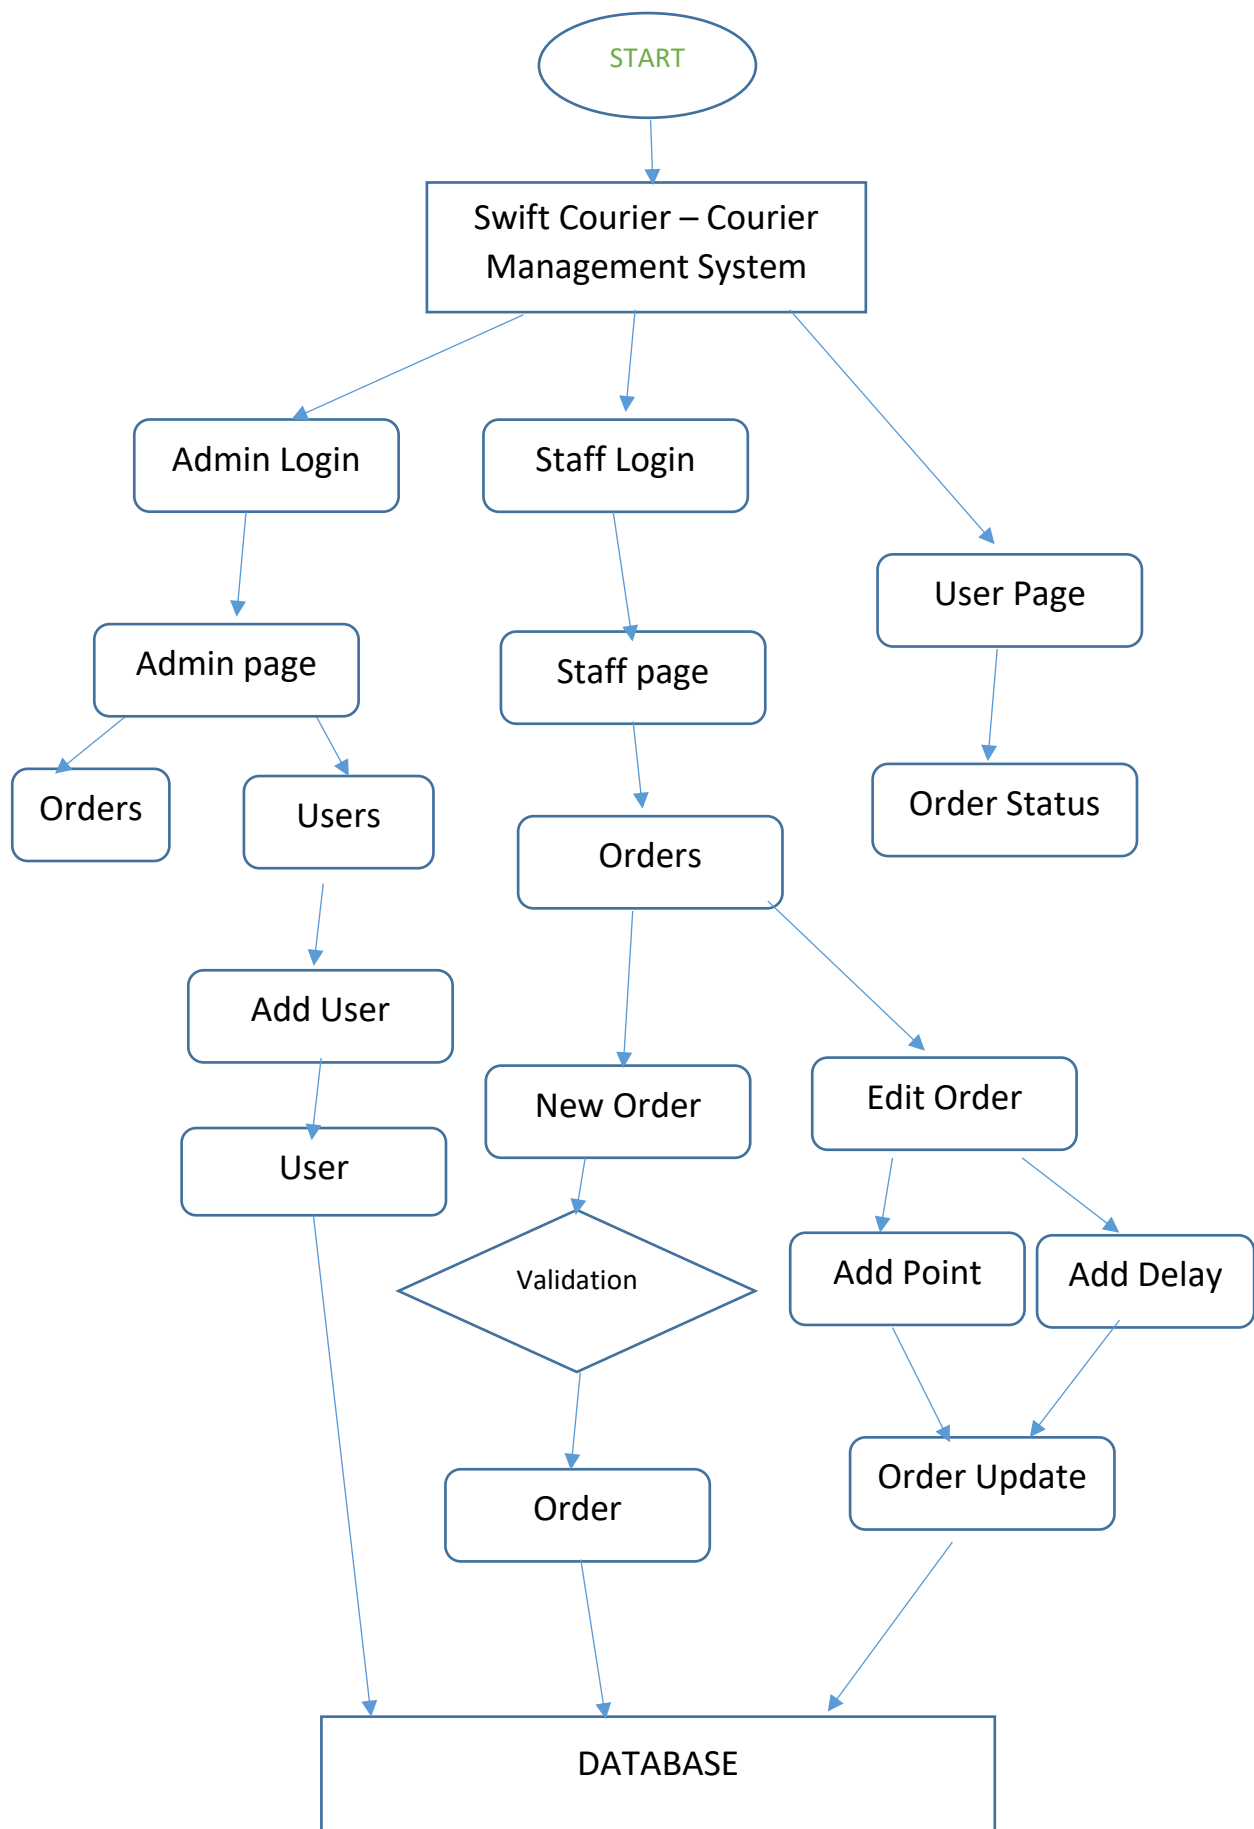 START
Swift Courier – Courier
Management System
Admin Login
Staff Login
User Page
Admin page
Staff page
Orders
Users
Orders
Order Status
Add User
New Order
Edit Order
User
Validation
Add Point
Add Delay
Order
Order Update
DATABASE